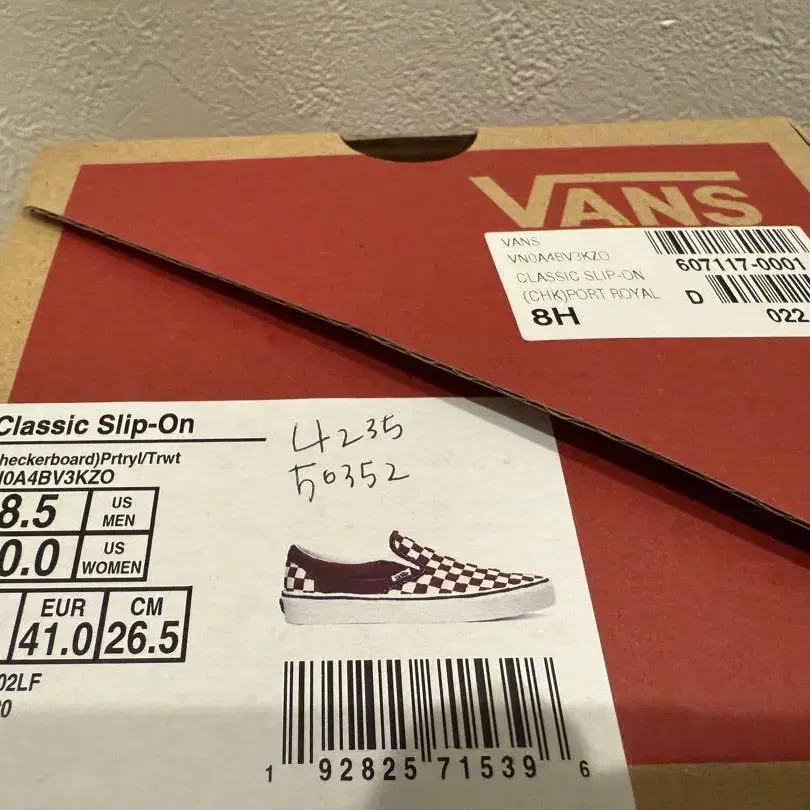 VANS
VANS
VN0A4BV3KZO
607117-0001
CLASSIC SLIP-ON
(CHK)PORT ROYAL
D
8H
022
Classic Slip-On
heckerboard)Prtryl/Trwt
N0A4BV3KZO
4235
50352
8.5 US MEN
0.0 US WOMEN
EUR CM
41.0 26.5
02LF
0
1 92825 71539 6